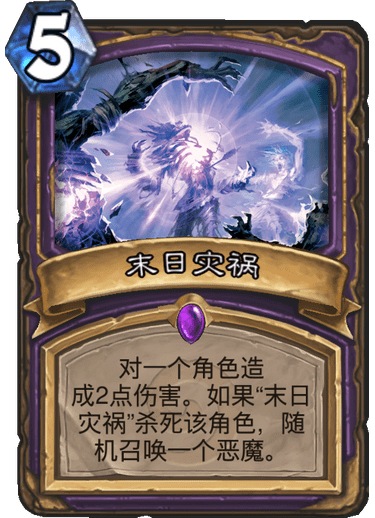 5
末日灾祸
对一个角色造
成2点伤害。如果“末日
灾祸”杀死该角色，随
机召唤一个恶魔。